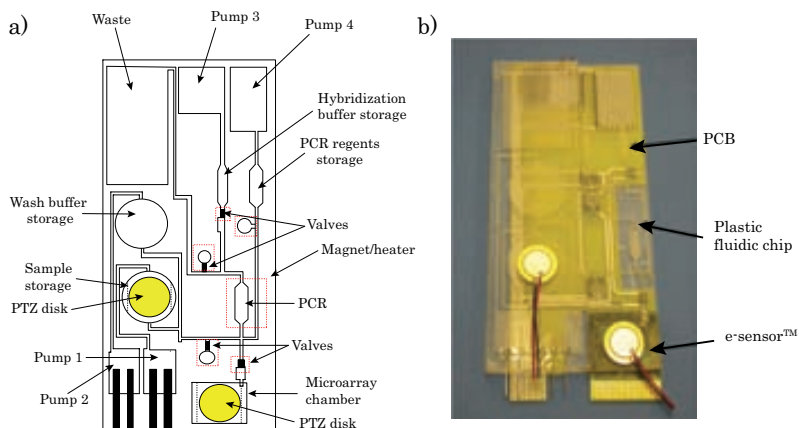 a)
Waste
Pump 3
Pump 4
Hybridization
buffer storage
PCR regents
storage
Wash buffer
storage
Valves
Magnet/heater
Sample
storage
PTZ disk
PCR
Pump 1
Valves
Pump 2
Microarray
chamber
PTZ disk
b)
PCB
Plastic
fluidic chip
e-sensor™